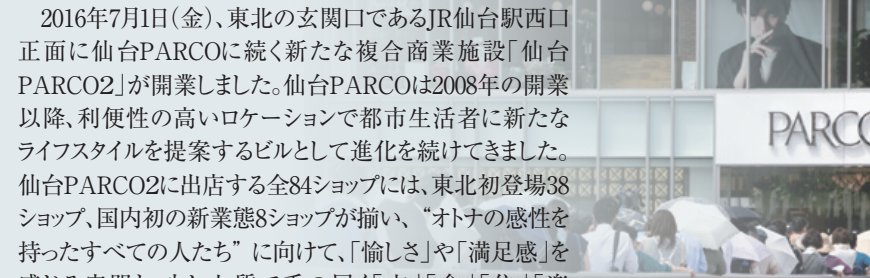 2016年7月1日（金）、東北の玄関口であるJR仙台駅西口
正面に仙台PARCOに続く新たな複合商業施設「仙台
PARCO2」が開業しました。仙台PARCOは2008年の開業
以降、利便性の高いロケーションで都市生活者に新たな
ライフスタイルを提案するビルとして進化を続けてきました。
仙台PARCO2に出店する全84ショップには、東北初登場38
ショップ、国内初の新業態8ショップが揃い、“オトナの感性を
持ったすべての人たち”に向けて、「愉しさ」や「満足感」を
PARCO